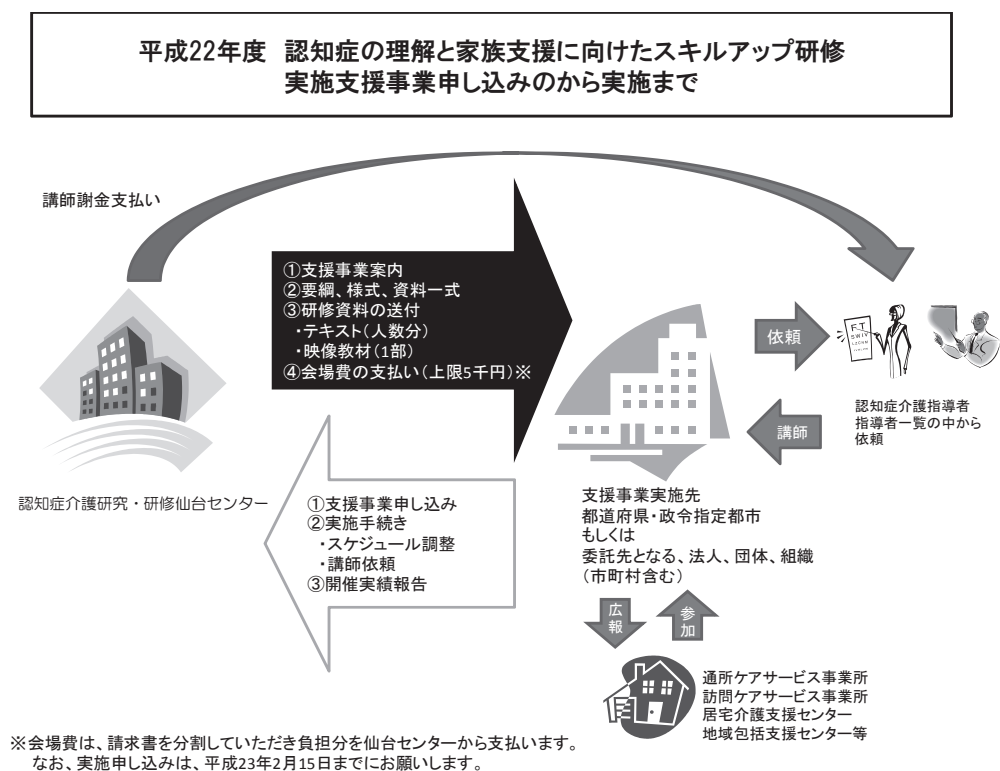 平成22年度 認知症の理解と家族支援に向けたスキルアップ研修
実施支援事業申し込みのから実施まで
講師謝金支払い
①支援事業案内
②要綱、様式、資料一式
③研修資料の送付
・テキスト(人数分)
・映像教材(1部)
④会場費の支払い(上限5千円)※
依頼
講師
認知症介護指導者
指導者一覧の中から
依頼
認知症介護研究・研修仙台センター
①支援事業申し込み
②実施手続き
・スケジュール調整
・講師依頼
③開催実績報告
支援事業実施先
都道府県・政令指定都市
もしくは
委託先となる、法人、団体、組織
(市町村含む)
広報
参加
通所ケアサービス事業所
訪問ケアサービス事業所
居宅介護支援センター
地域包括支援センター等
※会場費は、請求書を分割していただき負担分を仙台センターから支払います。
なお、実施申し込みは、平成23年2月15日までにお願いします。